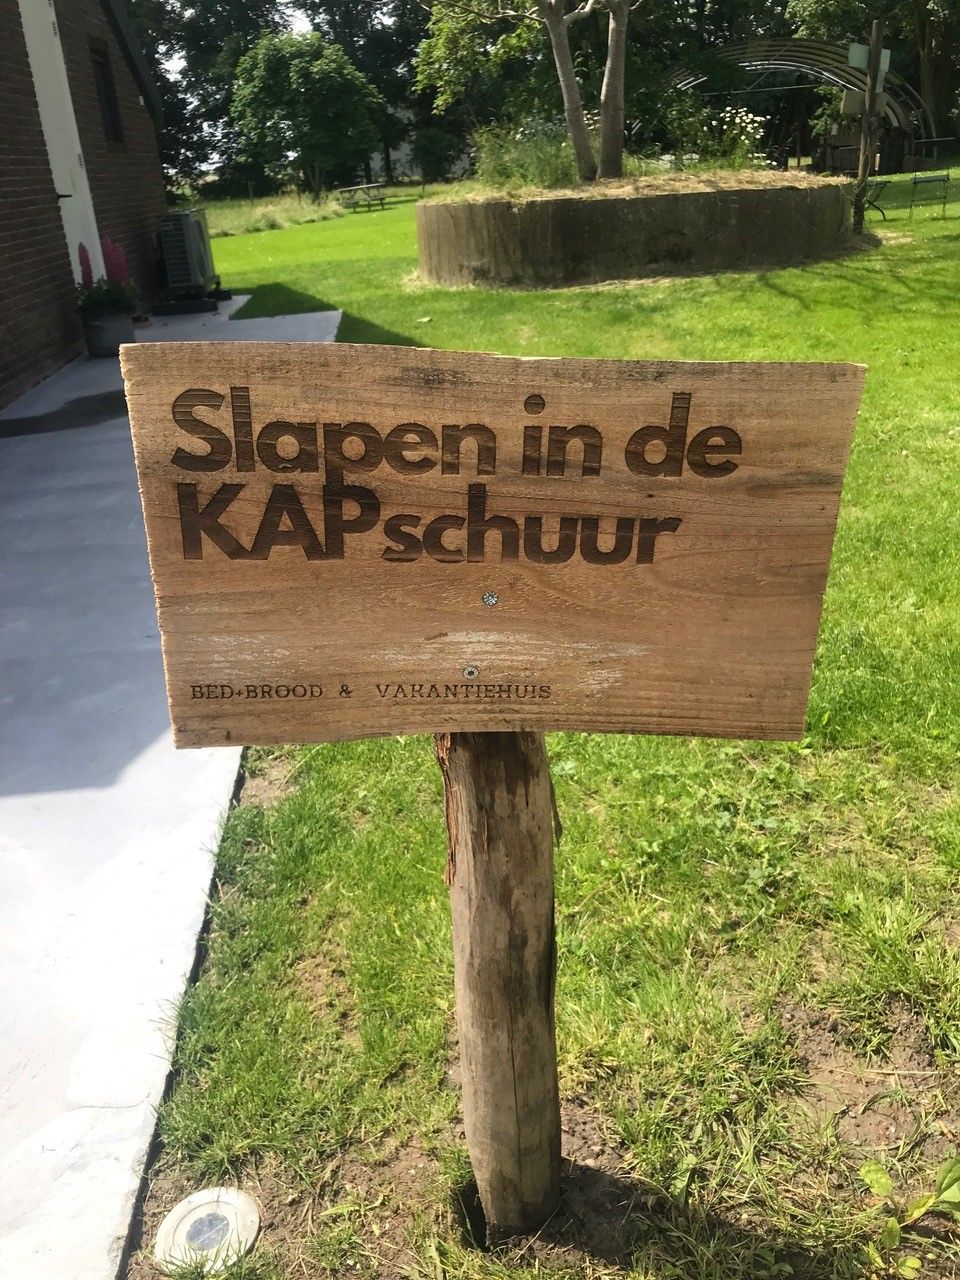 Slapen in de
KAPschuur
BED+BROOD & VAKANTIEHUIS